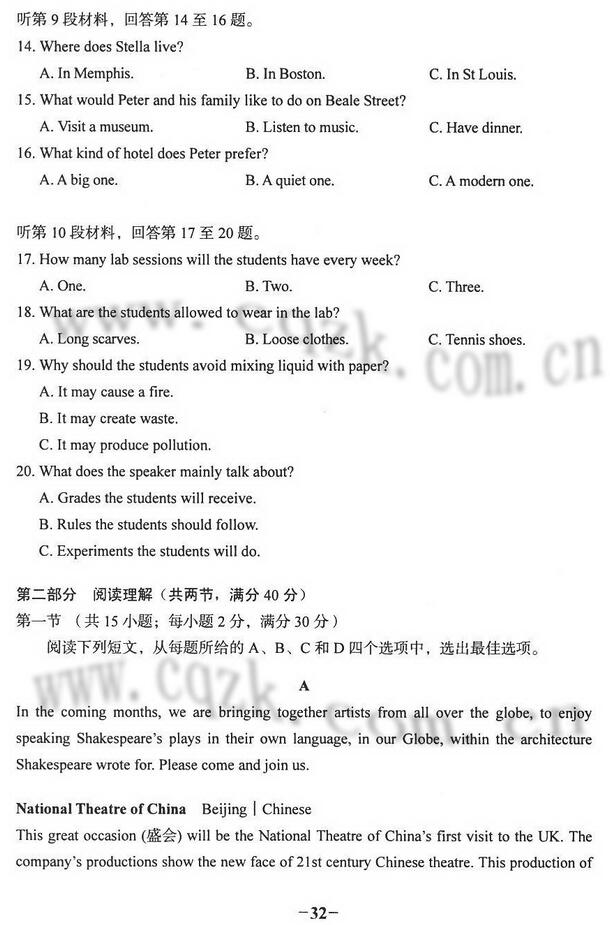 听第 9 段材料，回答第 14 至 16 题。
14. Where does Stella live?
A. In Memphis. B. In Boston. C. In St Louis.
15. What would Peter and his family like to do on Beale Street?
A. Visit a museum. B. Listen to music. C. Have dinner.
16. What kind of hotel does Peter prefer?
A. A big one. B. A quiet one. C. A modern one.
听第 10 段材料，回答第 17 至 20 题。
17. How many lab sessions will the students have every week?
A. One. B. Two. C. Three.
18. What are the students allowed to wear in the lab?
A. Long scarves. B. Loose clothes. C. Tennis shoes.
www.cqzk.com.cn
19. Why should the students avoid mixing liquid with paper?
A. It may cause a fire.
B. It may create waste.
C. It may produce pollution.
20. What does the speaker mainly talk about?
A. Grades the students will receive.
B. Rules the students should follow.
C. Experiments the students will do.
第二部分 阅读理解（共两节，满分 40 分）
第一节 （共 15 小题；每小题 2 分，满分 30 分）
阅读下列短文，从每题所给的 A、B、C 和 D 四个选项中，选出最佳选项。
www.cqzk.com.cn
A
In the coming months, we are bringing together artists from all over the globe, to enjoy
speaking Shakespeare's plays in their own language, in our Globe, within the architecture
Shakespeare wrote for. Please come and join us.
National Theatre of China Beijing | Chinese
This great occasion (盛会) will be the National Theatre of China's first visit to the UK. The
company's productions show the new face of 21st century Chinese theatre. This production of
-32-